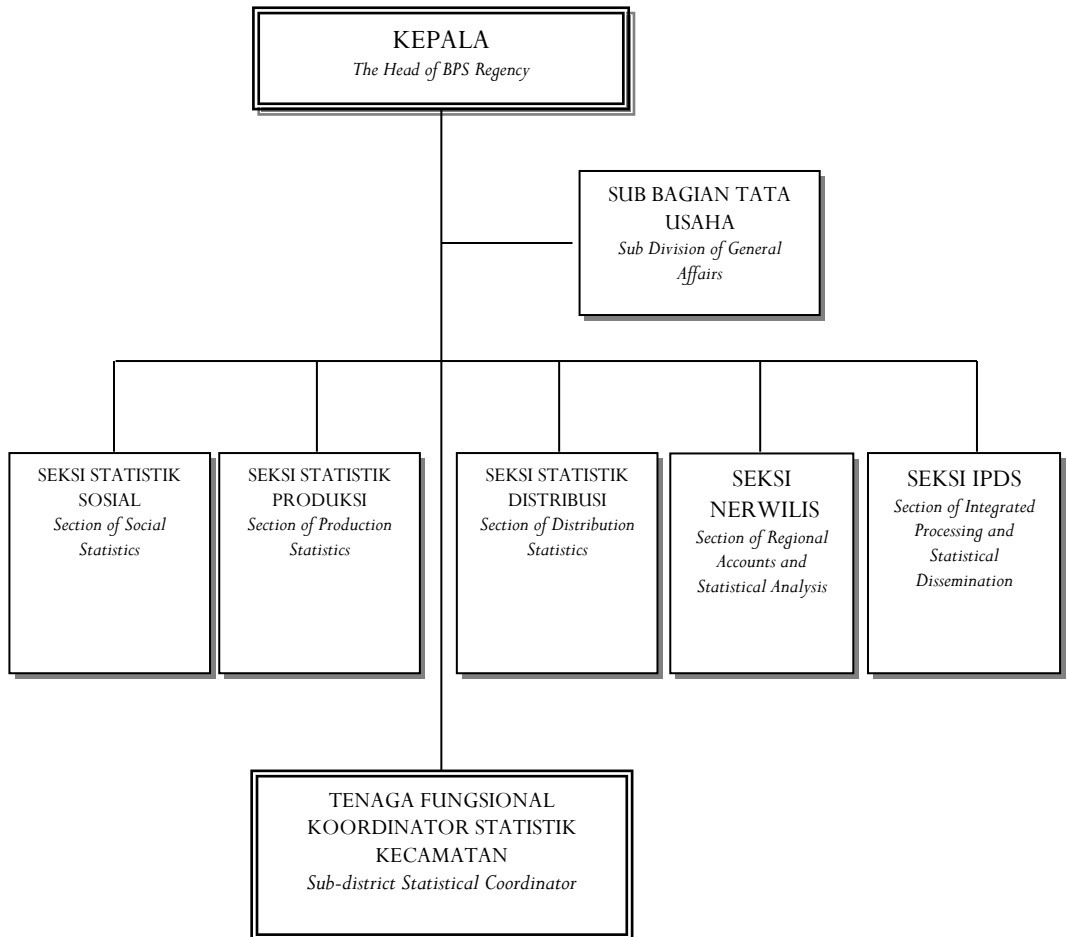 KEPALA
The Head of BPS Regency
SUB BAGIAN TATA
USAHA
Sub Division of General
Affairs
SEKSI STATISTIK
SOSIAL
Section of Social
Statistics
SEKSI STATISTIK
PRODUKSI
Section of Production
Statistics
SEKSI STATISTIK
DISTRIBUSI
Section of Distribution
Statistics
SEKSI
NERWILIS
Section of Regional
Accounts and
Statistical Analysis
SEKSI IPDS
Section of Integrated
Processing and
Statistical
Dissemination
TENAGA FUNGSIONAL
KOORDINATOR STATISTIK
KECAMATAN
Sub-district Statistical Coordinator